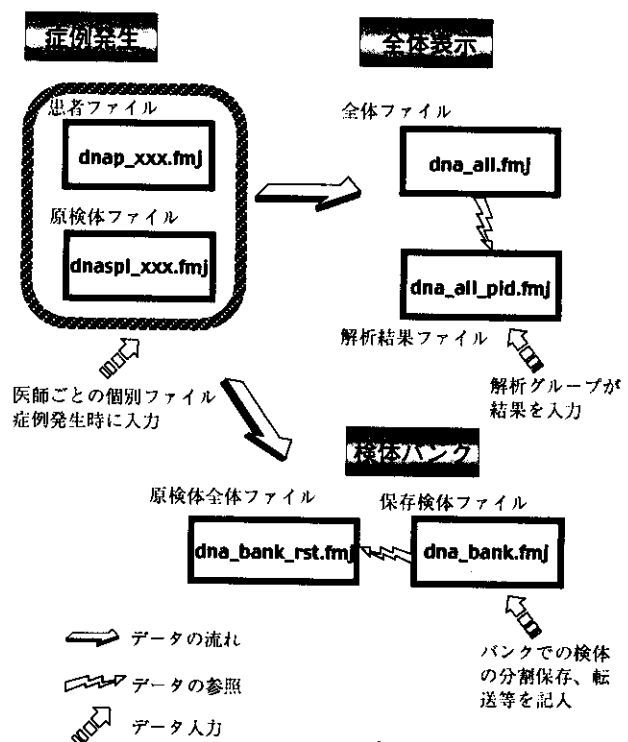 症例発生
患者ファイル
dnap_xxx.fmj
原検体ファイル
dnaspl_xxx.fmj
医師ごとの個別ファイル
症例発生時に入力
全体表示
全体ファイル
dna_all.fmj
dna_all_pid.fmj
解析結果ファイル
解析グループが
結果を入力
検体バンク
原検体全体ファイル
dna_bank_rst.fmj
保存検体ファイル
dna_bank.fmj
バンクでの検体
の分割保存、転
送等を記入
データの流れ
データの参照
データ入力